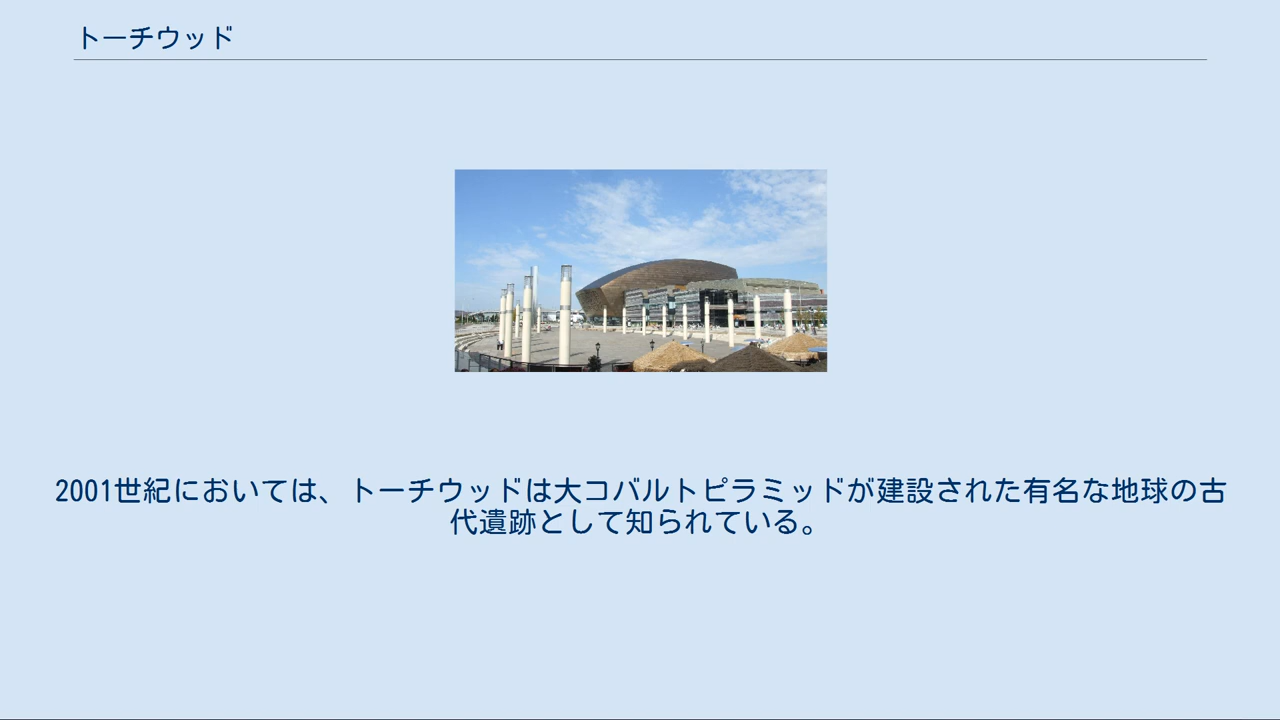 トーチウッド
2001世紀においては、トーチウッドは大コバルトピラミッドが建設された有名な地球の古
代遺跡として知られている。